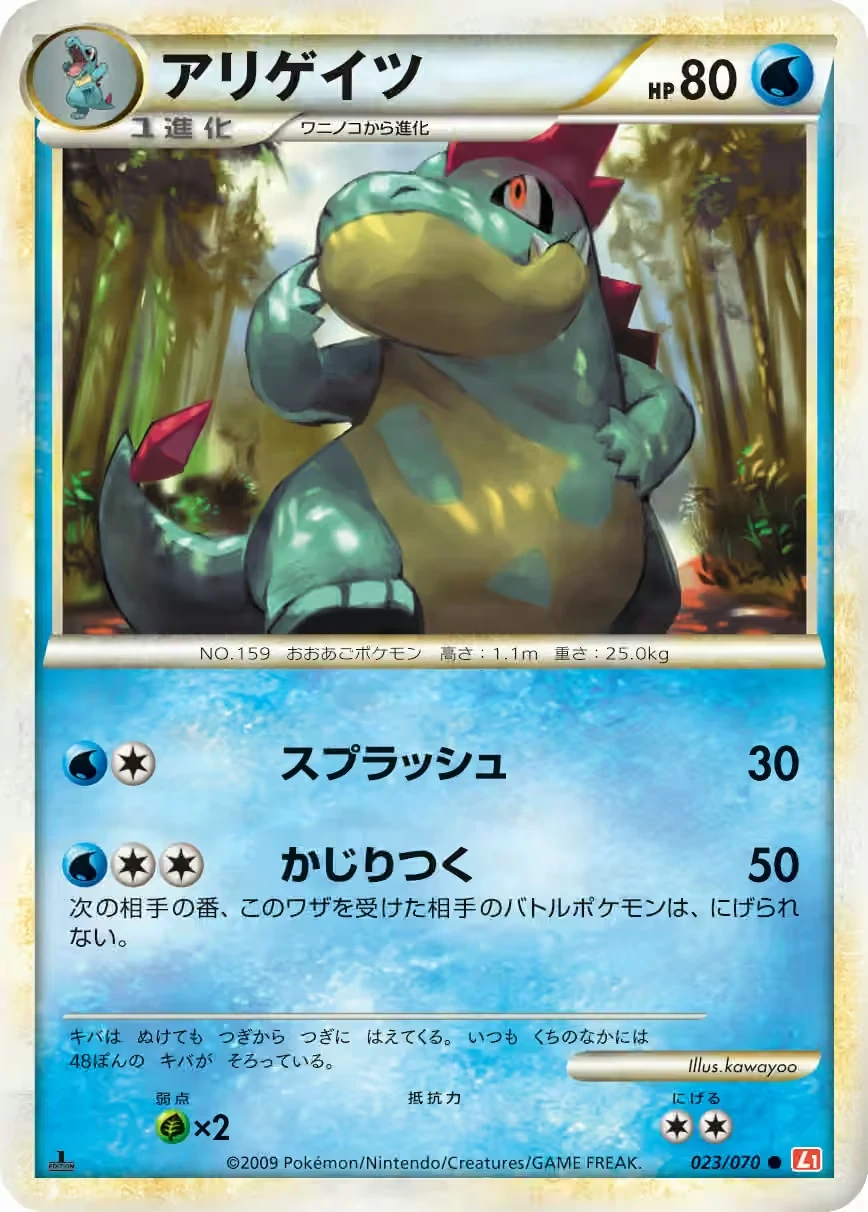 アリゲイツ
HP 80
1進化
ワニノコから進化
NO.159 おおあごポケモン 高さ：1.1m 重さ：25.0kg
スプラッシュ 30
かじりつく 50
次の相手の番、このワザを受けた相手のバトルポケモンは、にげられ
ない。
キバは ぬけても つぎから つぎに はえてくる。いつも くちのなかには
48ぽんの キバが そろっている。
Illus.kawayoo
弱点 抵抗力 にげる
×2
1 EDITION
©2009 Pokémon/Nintendo/Creatures/GAME FREAK.
023/070 ● L1